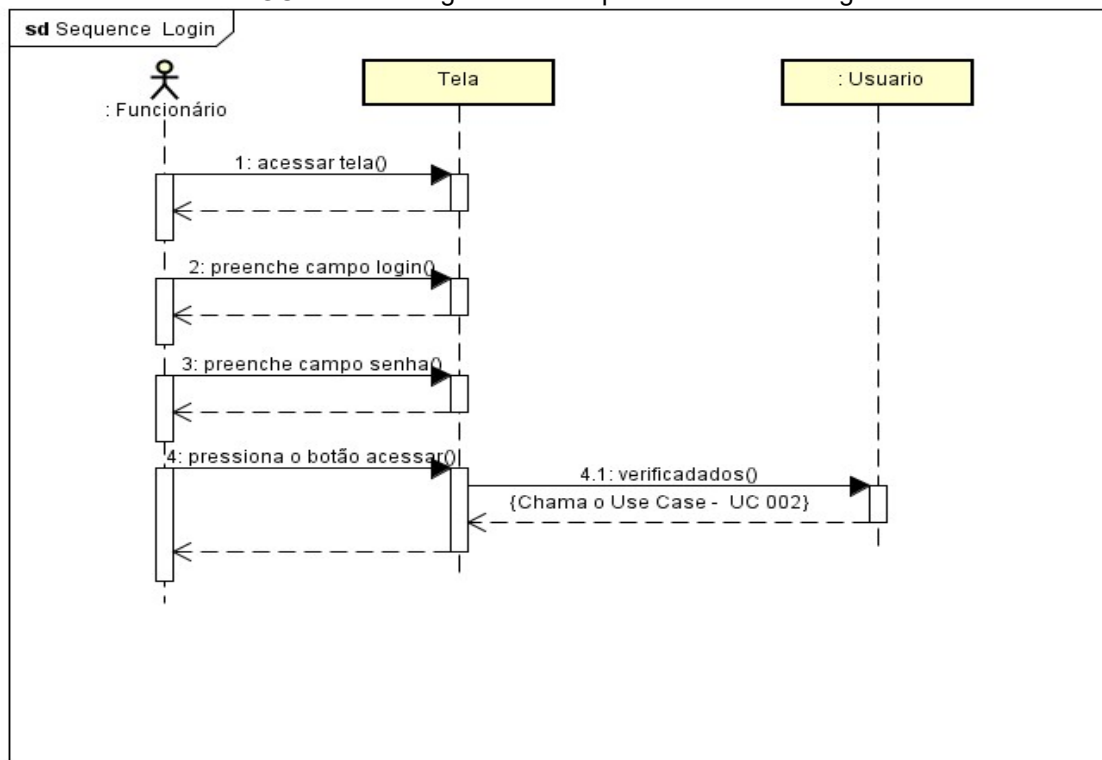 sd Sequence Login
: Funcionário
Tela
: Usuario
1: acessar tela()
2: preenche campo login()
3: preenche campo senha()
4: pressiona o botão acessar()
4.1: verificadados()
{Chama o Use Case - UC 002}